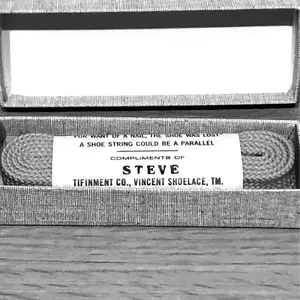 "FOR WANT OF A NAIL, THE SHOE WAS LOST"
A SHOE STRING COULD BE A PARALLEL
COMPLIMENTS OF
STEVE
TIFINMENT CO., VINCENT SHOELACE, TM.